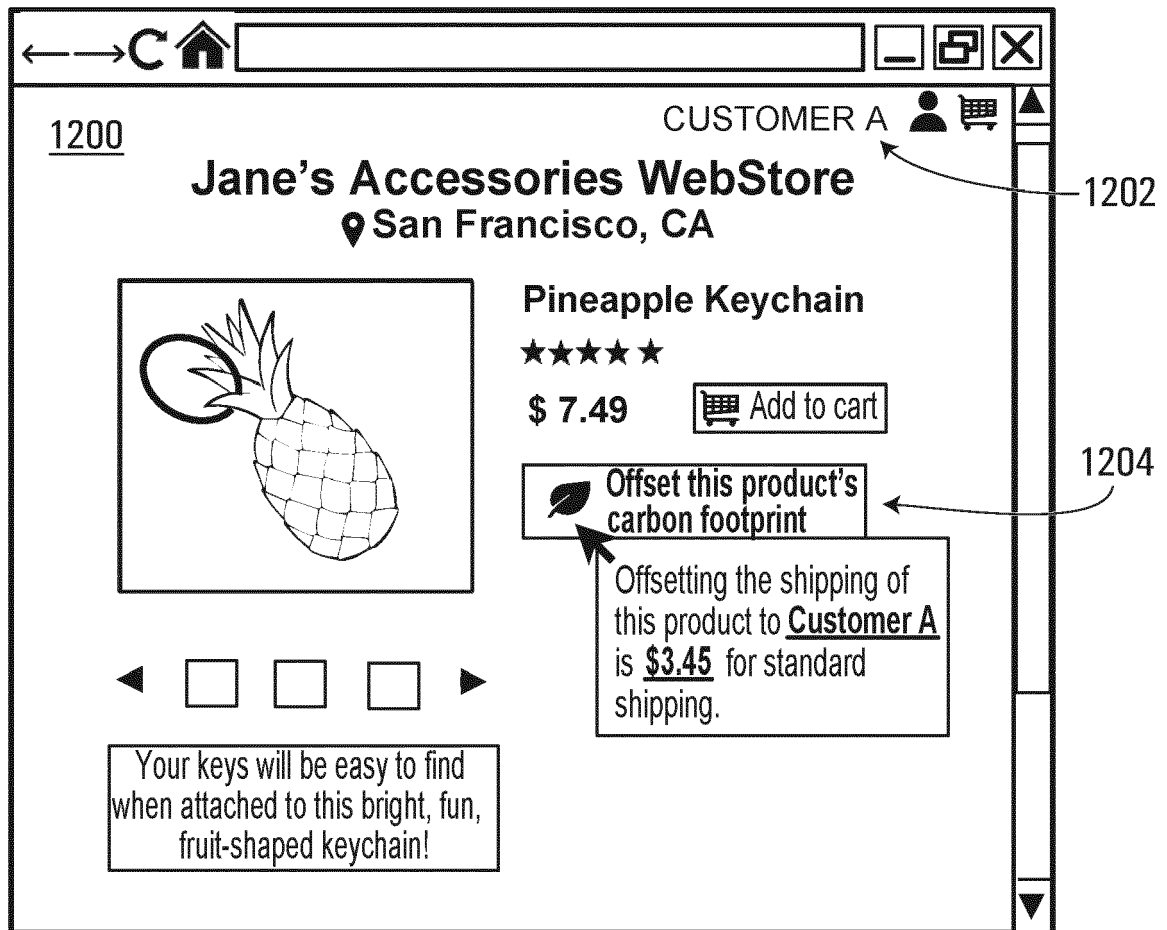 1200
CUSTOMER A
1202
Jane's Accessories WebStore
San Francisco, CA
Pineapple Keychain
$ 7.49
Add to cart
1204
Offset this product's
carbon footprint
Offsetting the shipping of
this product to Customer A
is $3.45 for standard
shipping.
Your keys will be easy to find
when attached to this bright, fun,
fruit-shaped keychain!